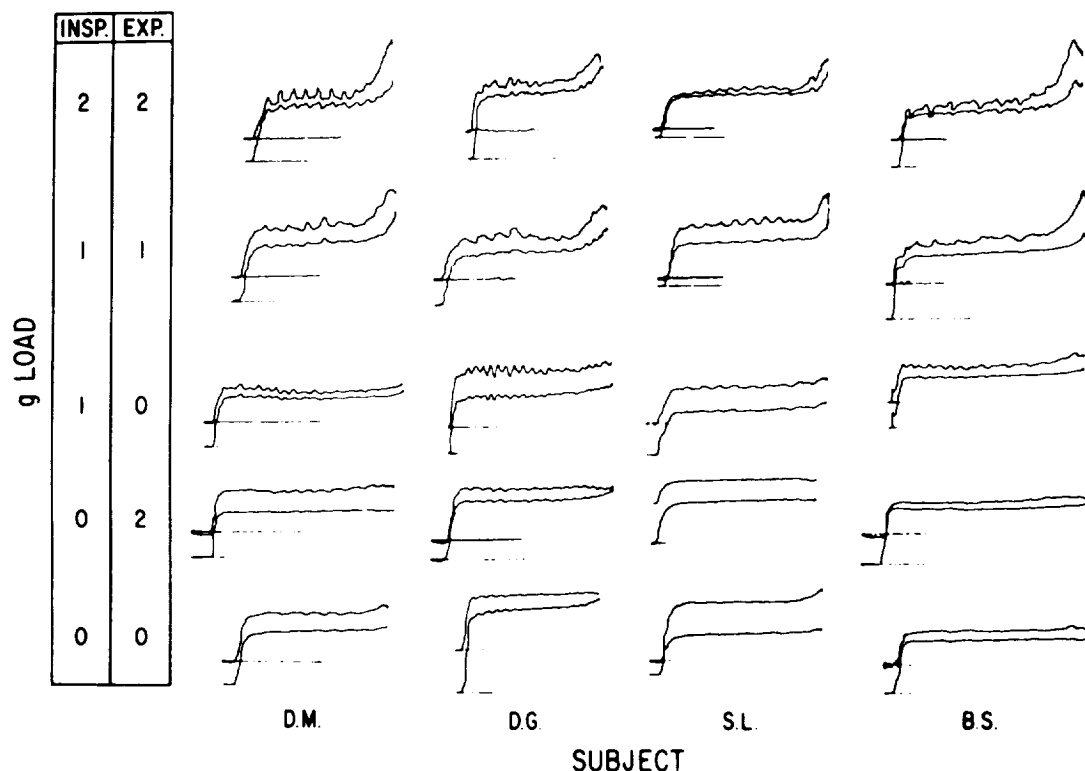 INSP. EXP.
2 2
1 1
1 0
0 2
0 0
g LOAD
D.M. D.G. S.L. B.S.
SUBJECT